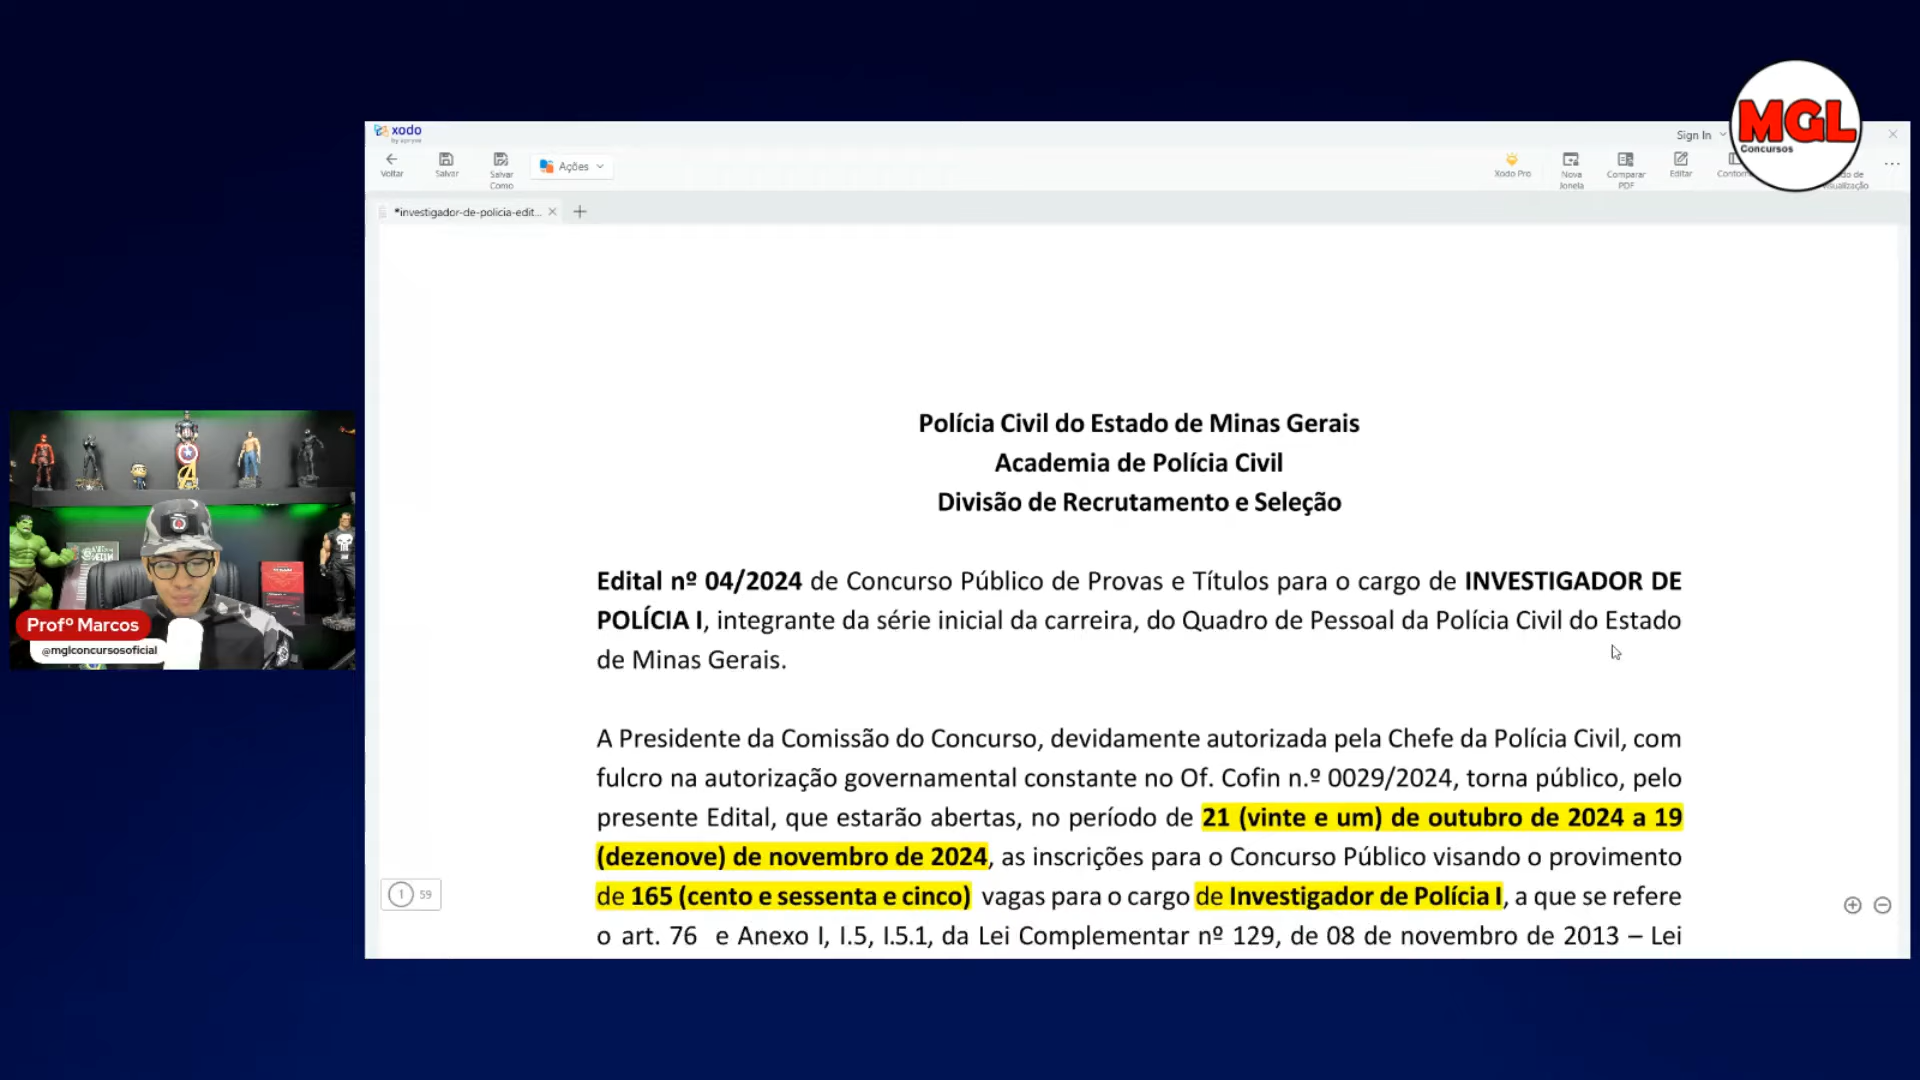 MGL
Concursos
xodo
by apryse
Sign In
Voltar
Salvar
Salvar Como
Ações
Xodo Pro
Nova Janela
Comparar PDF
Editar
*investigador-de-policia-edit...
Polícia Civil do Estado de Minas Gerais
Academia de Polícia Civil
Divisão de Recrutamento e Seleção
Edital nº 04/2024 de Concurso Público de Provas e Títulos para o cargo de INVESTIGADOR DE
POLÍCIA I, integrante da série inicial da carreira, do Quadro de Pessoal da Polícia Civil do Estado
de Minas Gerais.
A Presidente da Comissão do Concurso, devidamente autorizada pela Chefe da Polícia Civil, com
fulcro na autorização governamental constante no Of. Cofin n.º 0029/2024, torna público, pelo
presente Edital, que estarão abertas, no período de 21 (vinte e um) de outubro de 2024 a 19
(dezenove) de novembro de 2024, as inscrições para o Concurso Público visando o provimento
de 165 (cento e sessenta e cinco) vagas para o cargo de Investigador de Polícia I, a que se refere
o art. 76 e Anexo I, I.5, I.5.1, da Lei Complementar nº 129, de 08 de novembro de 2013 – Lei
1 59
Profº Marcos
@mglconcursosoficial